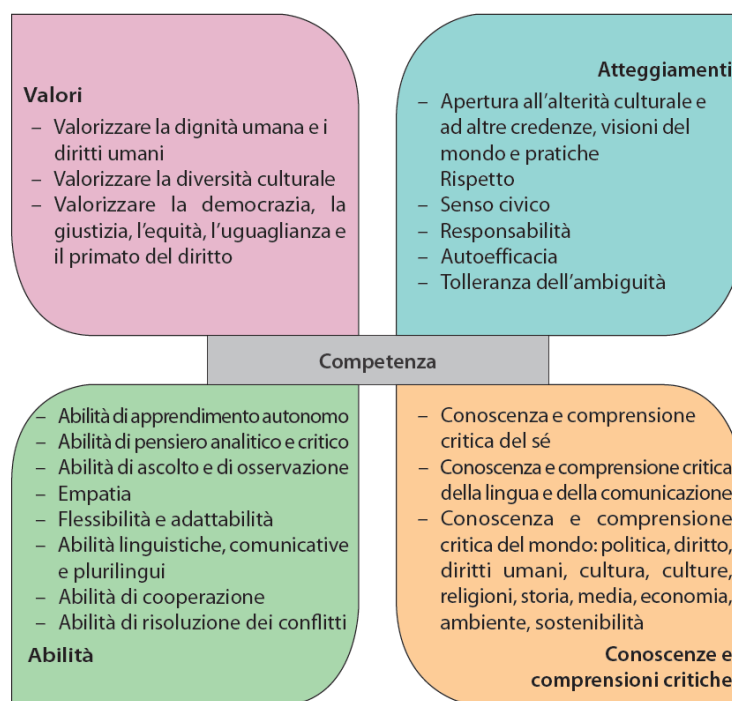 Valori
– Valorizzare la dignità umana e i
diritti umani
– Valorizzare la diversità culturale
– Valorizzare la democrazia, la
giustizia, l'equità, l'uguaglianza e
il primato del diritto
Atteggiamenti
– Apertura all'alterità culturale e
ad altre credenze, visioni del
mondo e pratiche
Rispetto
– Senso civico
– Responsabilità
– Autoefficacia
– Tolleranza dell'ambiguità
Competenza
– Abilità di apprendimento autonomo
– Abilità di pensiero analitico e critico
– Abilità di ascolto e di osservazione
– Empatia
– Flessibilità e adattabilità
– Abilità linguistiche, comunicative
e plurilingui
– Abilità di cooperazione
– Abilità di risoluzione dei conflitti
Abilità
– Conoscenza e comprensione
critica del sé
– Conoscenza e comprensione critica
della lingua e della comunicazione
– Conoscenza e comprensione
critica del mondo: politica, diritto,
diritti umani, cultura, culture,
religioni, storia, media, economia,
ambiente, sostenibilità
Conoscenze e
comprensioni critiche